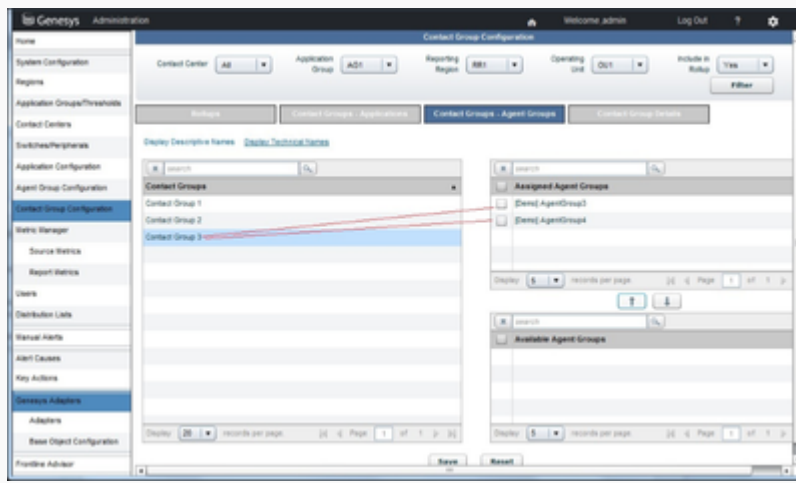 Genesys Administration Welcome ,admin Log Out ?
Home
System Configuration
Regions
Application Groups/Thresholds
Contact Centers
Switches/Peripherals
Application Configuration
Agent Group Configuration
Contact Group Configuration
Metric Manager
Source Metrics
Report Metrics
Users
Distribution Lists
Manual Alerts
Alert Causes
Key Actions
Genesys Adapters
Adapters
Base Object Configuration
Frontline Advisor
Contact Group Configuration
Contact Center All
Application Group AG1
Reporting Region RR1
Operating Unit OU1
Include in Rollup Yes
Filter
Rollups Contact Groups - Applications Contact Groups - Agent Groups Contact Group Details
Display Descriptive Names Display Technical Names
x search
Contact Groups
Contact Group 1
Contact Group 2
Contact Group 3
Display 20 records per page. Page 1 of 1
x search
Assigned Agent Groups
[Demo] AgentGroup3
[Demo] AgentGroup4
Display 5 records per page. Page 1 of 1
x search
Available Agent Groups
Display 5 records per page. Page 1 of 1
Save Reset